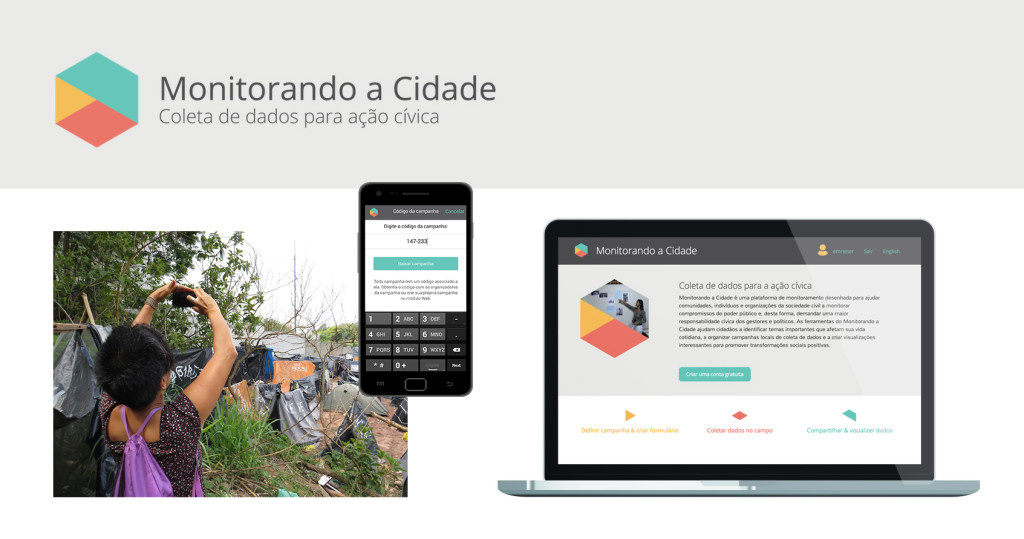 Monitorando a Cidade
Coleta de dados para ação cívica
Código da campanha Cancelar
Digite o código da campanha:
147-233
Baixar campanha
Toda campanha tem um código associado a
ela. Obtenha o código com os organizadores
da campanha ou crie sua própria campanha
no módulo Web.
1 2 ABC 3 DEF -
4 GHI 5 JKL 6 MNO .
7 PQRS 8 TUV 9 WXYZ
* # 0 + Next
Monitorando a Cidade
Sair English
Coleta de dados para a ação cívica
Monitorando a Cidade é uma plataforma de monitoramento desenhada para ajudar
comunidades, indivíduos e organizações da sociedade civil a monitorar
compromissos do poder público e, desta forma, demandar uma maior
responsabilidade cívica dos gestores e políticos. As ferramentas do Monitorando a
Cidade ajudam cidadãos a identificar temas importantes que afetam sua vida
cotidiana, a organizar campanhas locais de coleta de dados e a criar visualizações
interessantes para promover transformações sociais positivas.
Criar uma conta gratuita
Definir campanha & criar formulário
Coletar dados no campo
Compartilhar & visualizar dados